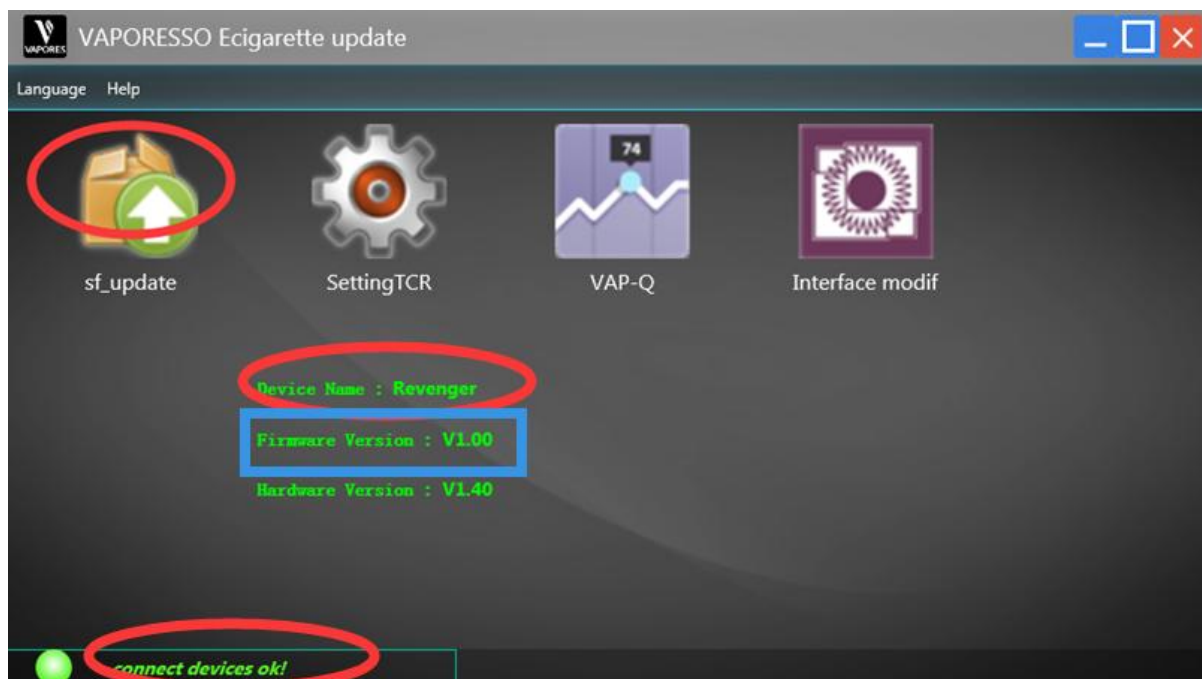 VAPORES
VAPORESSO Ecigarette update
Language Help
74
sf_update SettingTCR VAP-Q Interface modif
Device Name : Revenger
Firmware Version : V1.00
Hardware Version : V1.40
connect devices ok!